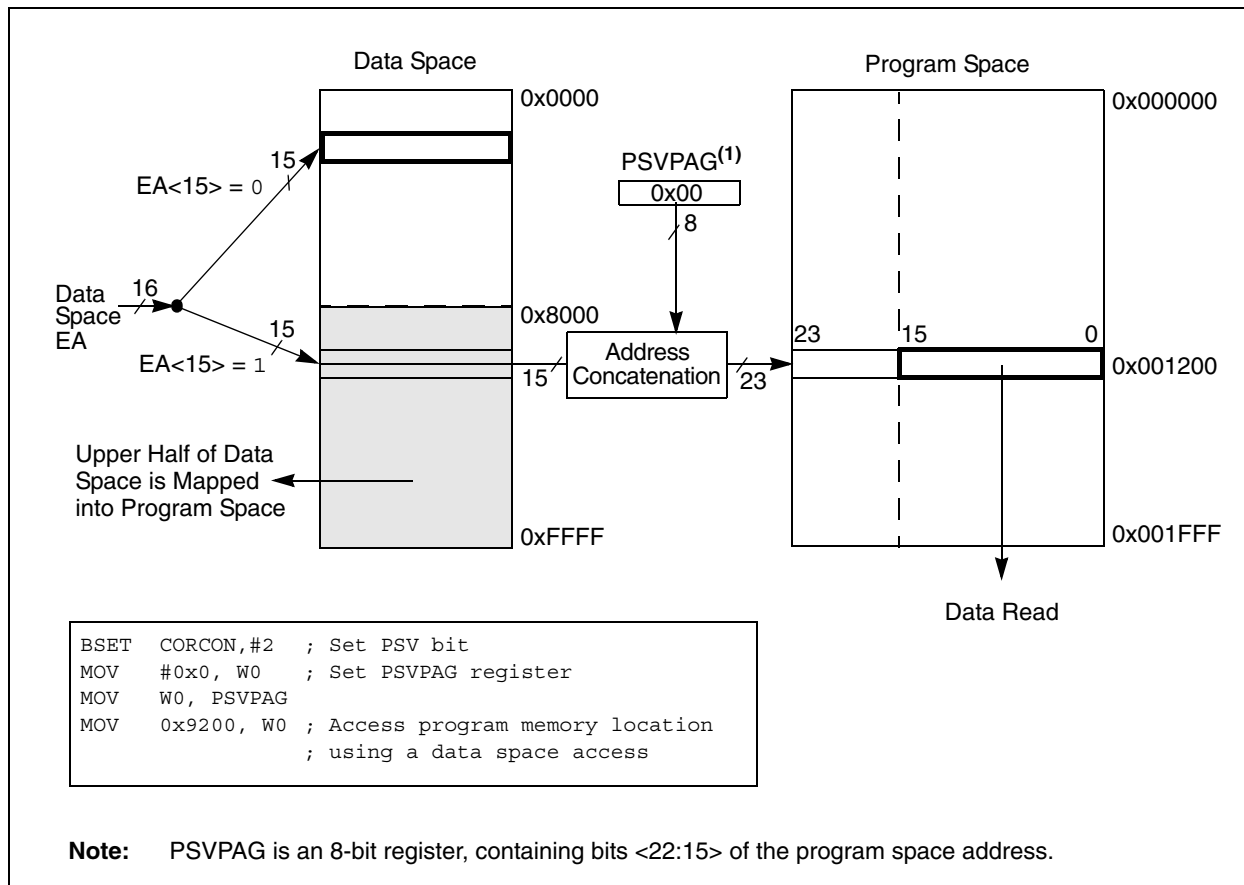 Data Space
Program Space
0x0000
0x000000
15
EA<15> = 0
PSVPAG(1)
0x00
8
16
Data
Space
EA
0x8000
15
EA<15> = 1
15
Address
Concatenation
23
23
15
0
0x001200
Upper Half of Data
Space is Mapped
into Program Space
0xFFFF
0x001FFF
Data Read
BSET CORCON,#2 ; Set PSV bit
MOV #0x0, W0 ; Set PSVPAG register
MOV W0, PSVPAG
MOV 0x9200, W0 ; Access program memory location
; using a data space access
Note: PSVPAG is an 8-bit register, containing bits <22:15> of the program space address.